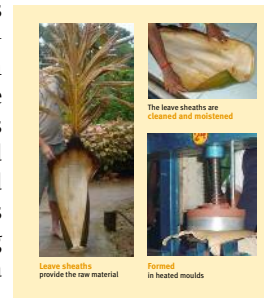 The leave sheaths are
cleaned and moistened
Leave sheaths
provide the raw material
Formed
in heated moulds